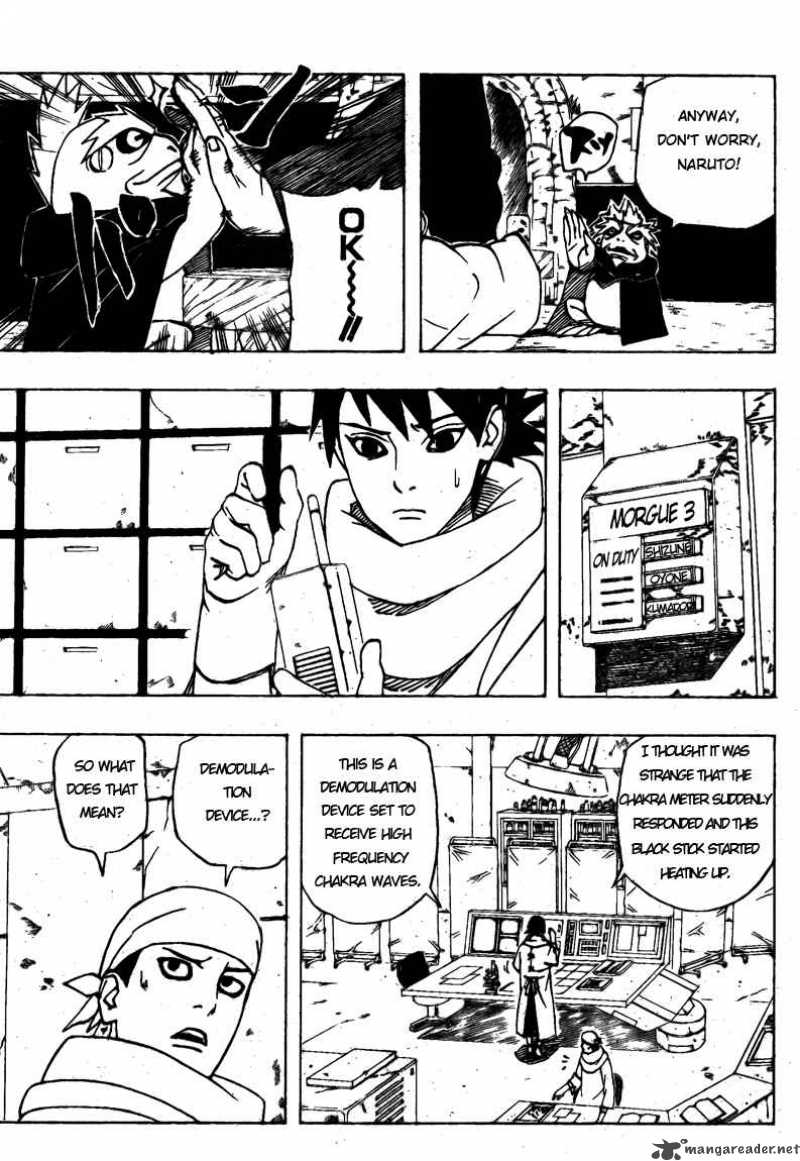 ANYWAY,
DON'T WORRY,
NARUTO!
OK~~~!!
MORGUE 3
ON DUTY
SHIZUNE
OYONE
I THOUGHT IT WAS
STRANGE THAT THE
CHAKRA METER SUDDENLY
RESPONDED AND THIS
BLACK STICK STARTED
HEATING UP.
THIS IS A
DEMODULATION
DEVICE SET TO
RECEIVE HIGH
FREQUENCY
CHAKRA WAVES.
DEMODULA-
TION
DEVICE...?
SO WHAT
DOES THAT
MEAN?
mangareader.net